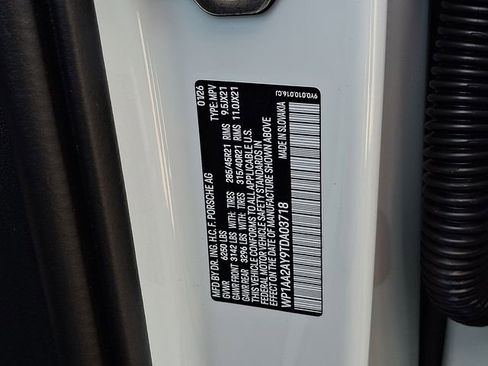 MFD BY DR. ING. H.C. F. PORSCHE AG 01/26
GVWR 6250 LBS TYPE: MPV
GAWR FRONT 3142 LBS WITH: TIRES 285/45R21 RIMS 9.5JX21
GAWR REAR 3296 LBS WITH: TIRES 315/40R21 RIMS 11.0JX21
THIS VEHICLE CONFORMS TO ALL APPLICABLE U.S.
FEDERAL MOTOR VEHICLE SAFETY STANDARDS IN
EFFECT ON THE DATE OF MANUFACTURE SHOWN ABOVE
WP1AA2AY9TDA03718 MADE IN SLOVAKIA
9Y0.010.016.CJ